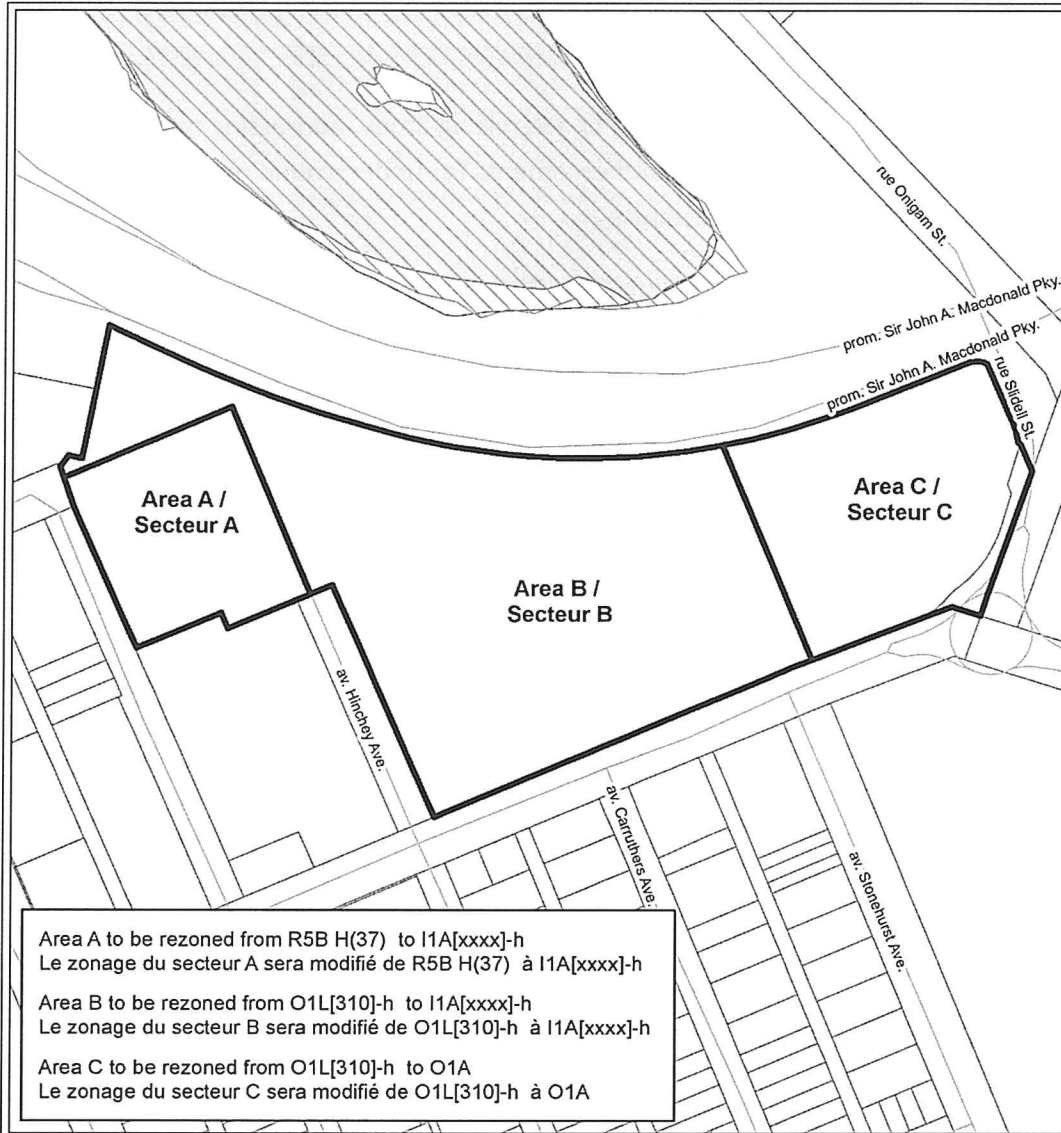 rue Onigam St.
prom. Sir John A. Macdonald Pky.
prom. Sir John A. Macdonald Pky.
rue Slidell St.
Area A /
Secteur A
Area B /
Secteur B
Area C /
Secteur C
av. Hinchey Ave.
av. Carruthers Ave.
av. Stonehurst Ave.
Area A to be rezoned from R5B H(37) to I1A[xxxx]-h
Le zonage du secteur A sera modifié de R5B H(37) à I1A[xxxx]-h
Area B to be rezoned from O1L[310]-h to I1A[xxxx]-h
Le zonage du secteur B sera modifié de O1L[310]-h à I1A[xxxx]-h
Area C to be rezoned from O1L[310]-h to O1A
Le zonage du secteur C sera modifié de O1L[310]-h à O1A